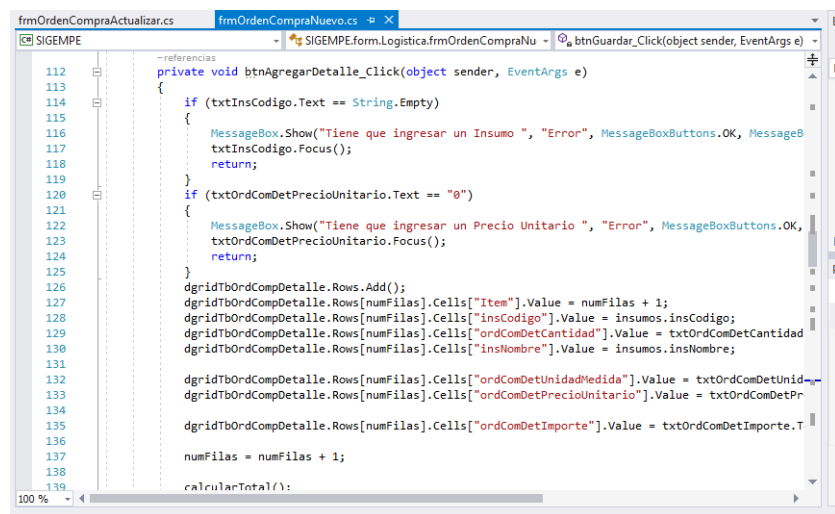 frmOrdenCompraActualizar.cs frmOrdenCompraNuevo.cs
C# SIGEMPE SIGEMPE.form.Logistica.frmOrdenCompraNu btnGuardar_Click(object sender, EventArgs e)
-referencias
112 private void btnAgregarDetalle_Click(object sender, EventArgs e)
113 {
114 if (txtInsCodigo.Text == String.Empty)
115 {
116 MessageBox.Show("Tiene que ingresar un Insumo ", "Error", MessageBoxButtons.OK, MessageB
117 txtInsCodigo.Focus();
118 return;
119 }
120 if (txtOrdComDetPrecioUnitario.Text == "0")
121 {
122 MessageBox.Show("Tiene que ingresar un Precio Unitario ", "Error", MessageBoxButtons.OK,
123 txtOrdComDetPrecioUnitario.Focus();
124 return;
125 }
126 dgridTbOrdCompDetalle.Rows.Add();
127 dgridTbOrdCompDetalle.Rows[numFilas].Cells["Item"].Value = numFilas + 1;
128 dgridTbOrdCompDetalle.Rows[numFilas].Cells["insCodigo"].Value = insumos.insCodigo;
129 dgridTbOrdCompDetalle.Rows[numFilas].Cells["ordComDetCantidad"].Value = txtOrdComDetCantidad
130 dgridTbOrdCompDetalle.Rows[numFilas].Cells["insNombre"].Value = insumos.insNombre;
131
132 dgridTbOrdCompDetalle.Rows[numFilas].Cells["ordComDetUnidadMedida"].Value = txtOrdComDetUnid
133 dgridTbOrdCompDetalle.Rows[numFilas].Cells["ordComDetPrecioUnitario"].Value = txtOrdComDetPr
134
135 dgridTbOrdCompDetalle.Rows[numFilas].Cells["ordComDetImporte"].Value = txtOrdComDetImporte.T
136
137 numFilas = numFilas + 1;
138
139 calcularTotal();
100 %